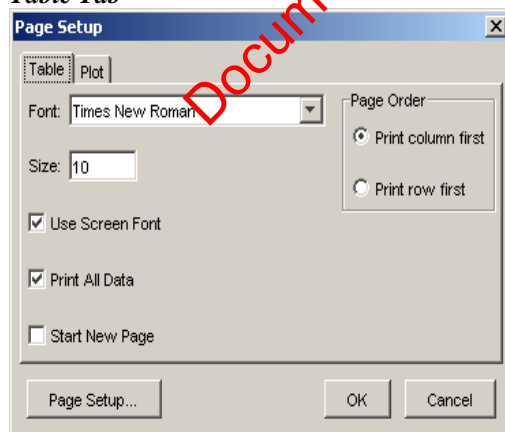 Table Tab
Page Setup
Table Plot
Font: Times New Roman
Page Order
Print column first
Size: 10
Print row first
Use Screen Font
Print All Data
Start New Page
Page Setup... OK Cancel